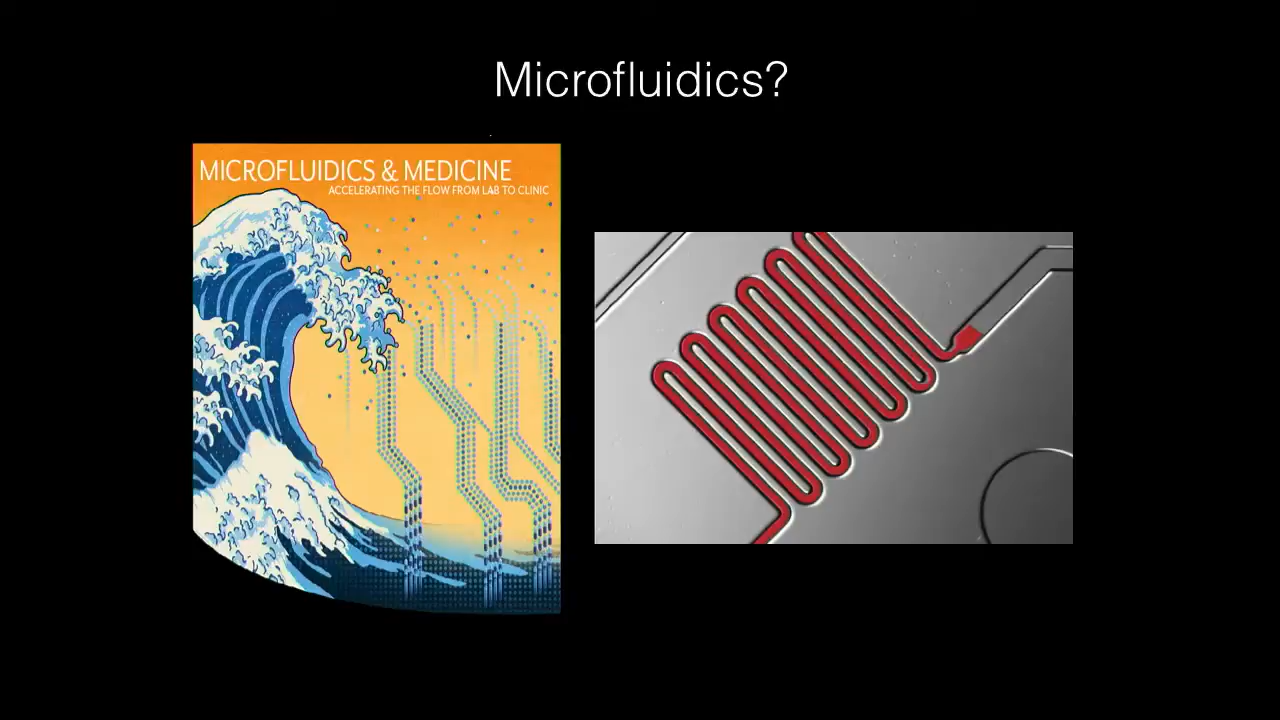 Microfluidics?
MICROFLUIDICS & MEDICINE
ACCELERATING THE FLOW FROM LAB TO CLINIC